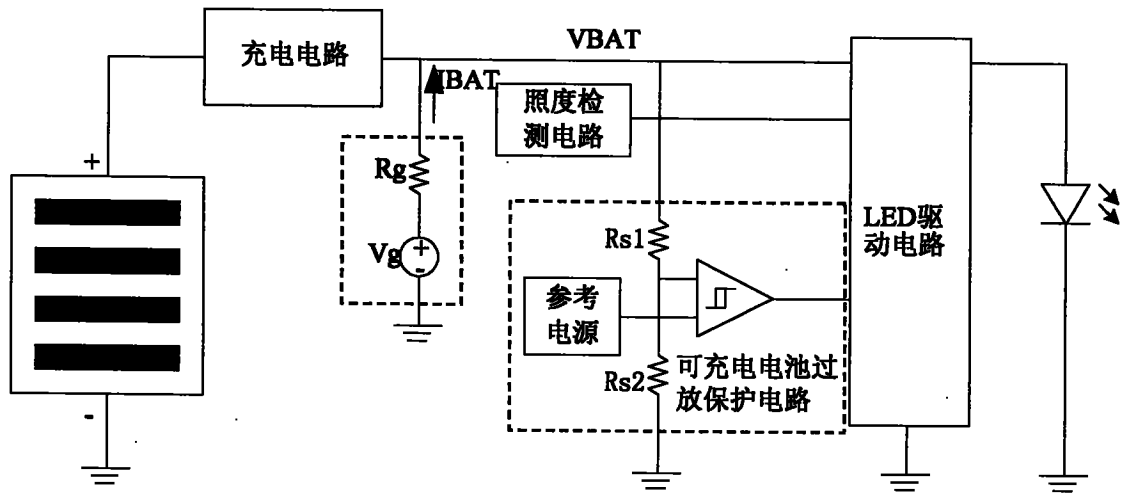 充电电路
VBAT
IBAT
照度检
测电路
+
Rg
Vg
+
-
LED驱
动电路
Rs1
参考
电源
Rs2
可充电电池过
放保护电路
-